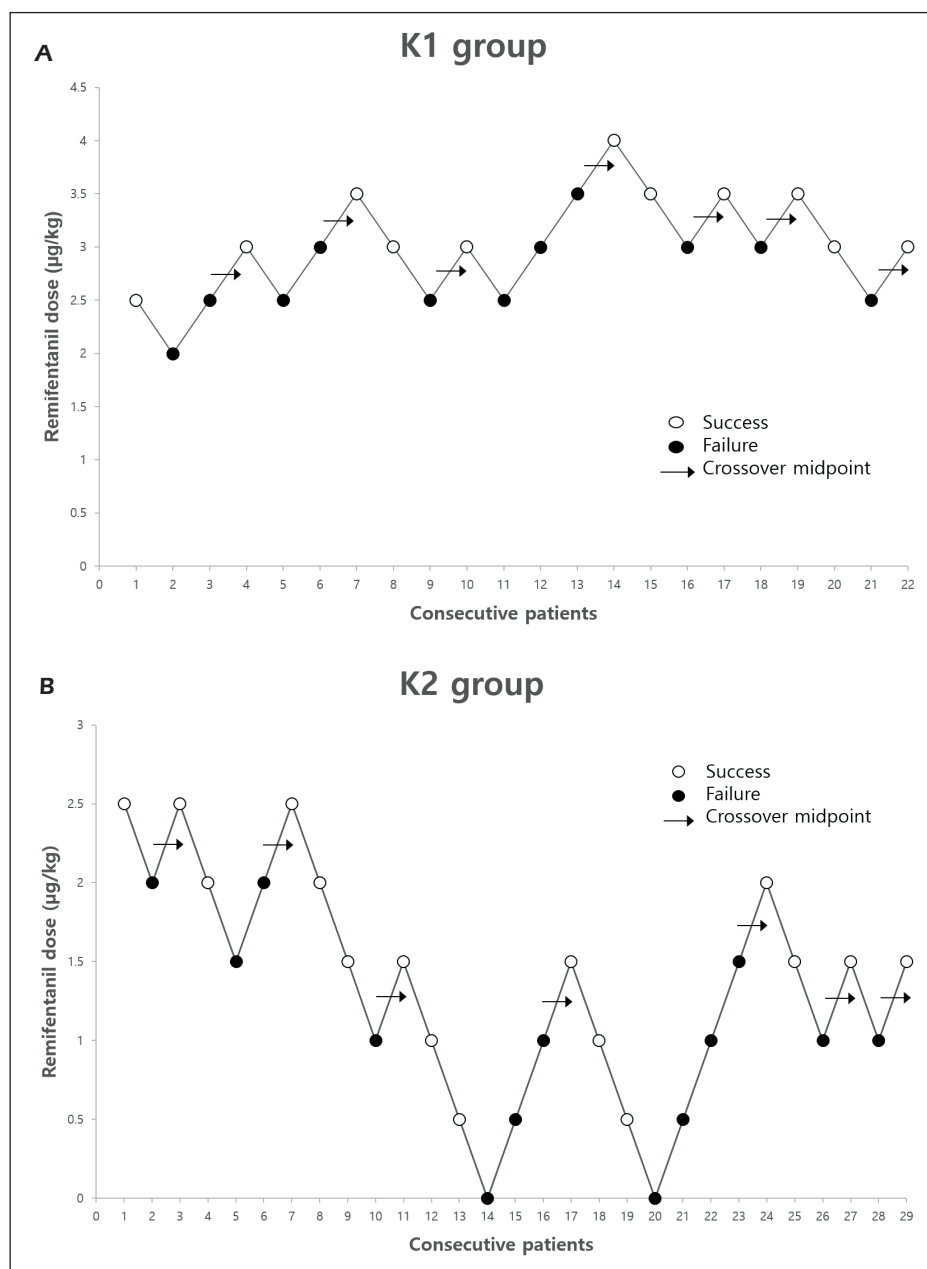 A
K1 group
Remifentanil dose (µg/kg)
4.5
4
3.5
3
2.5
2
1.5
1
0.5
0
Success
Failure
Crossover midpoint
0 1 2 3 4 5 6 7 8 9 10 11 12 13 14 15 16 17 18 19 20 21 22
Consecutive patients
B
K2 group
Remifentanil dose (µg/kg)
3
2.5
2
1.5
1
0.5
0
Success
Failure
Crossover midpoint
0 1 2 3 4 5 6 7 8 9 10 11 12 13 14 15 16 17 18 19 20 21 22 23 24 25 26 27 28 29
Consecutive patients